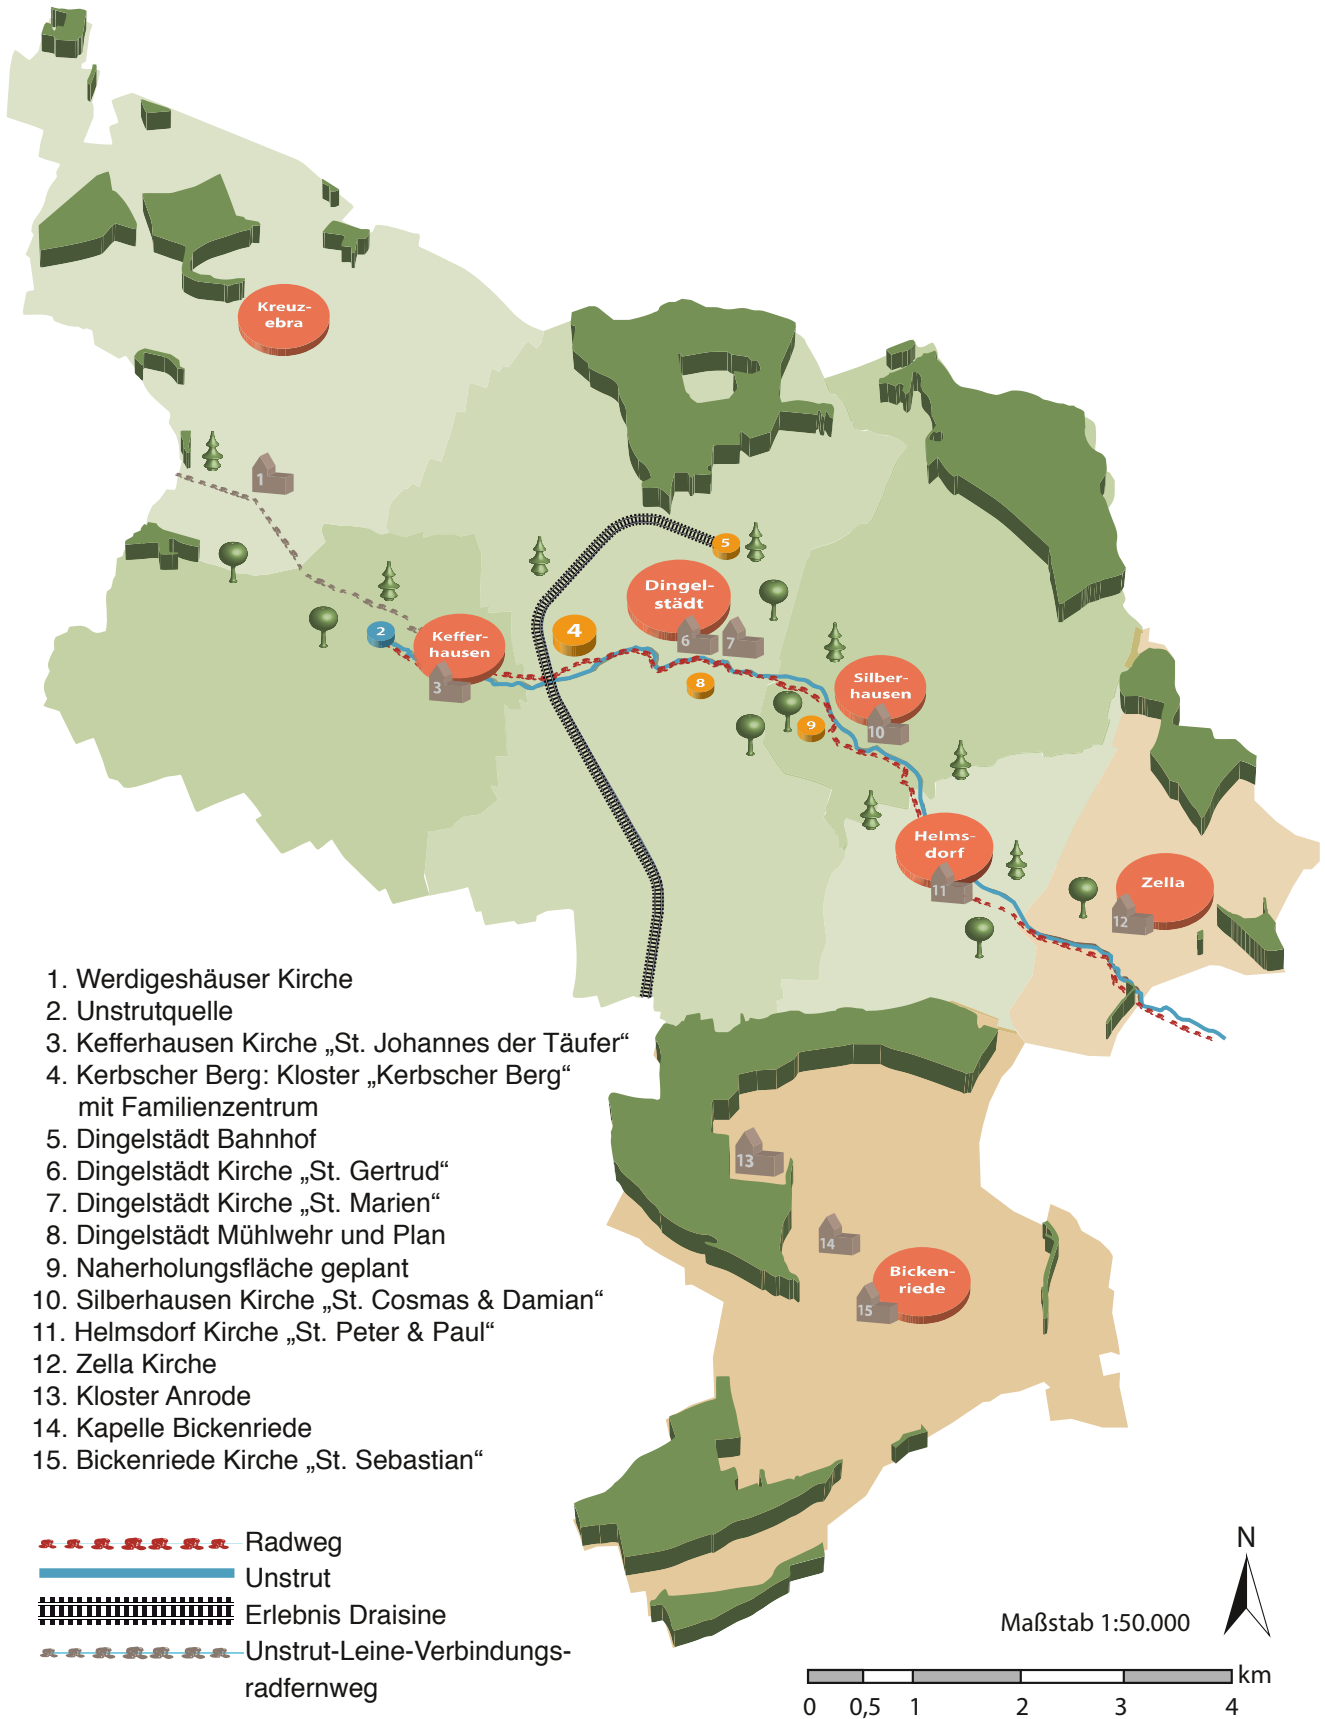 Kreuz-
ebra
1
2
Keffer-
hausen
3
4
5
Dingel-
städt
6
7
8
9
Silber-
hausen
10
Helms-
dorf
11
Zella
12
13
14
Bicken-
riede
15
1. Werdigeshäuser Kirche
2. Unstrutquelle
3. Kefferhausen Kirche „St. Johannes der Täufer“
4. Kerbscher Berg: Kloster „Kerbscher Berg“
mit Familienzentrum
5. Dingelstädt Bahnhof
6. Dingelstädt Kirche „St. Gertrud“
7. Dingelstädt Kirche „St. Marien“
8. Dingelstädt Mühlwehr und Plan
9. Naherholungsfläche geplant
10. Silberhausen Kirche „St. Cosmas & Damian“
11. Helmsdorf Kirche „St. Peter & Paul“
12. Zella Kirche
13. Kloster Anrode
14. Kapelle Bickenriede
15. Bickenriede Kirche „St. Sebastian“
Radweg
Unstrut
Erlebnis Draisine
Unstrut-Leine-Verbindungs-
radfernweg
N
Maßstab 1:50.000
km
0 0,5 1 2 3 4